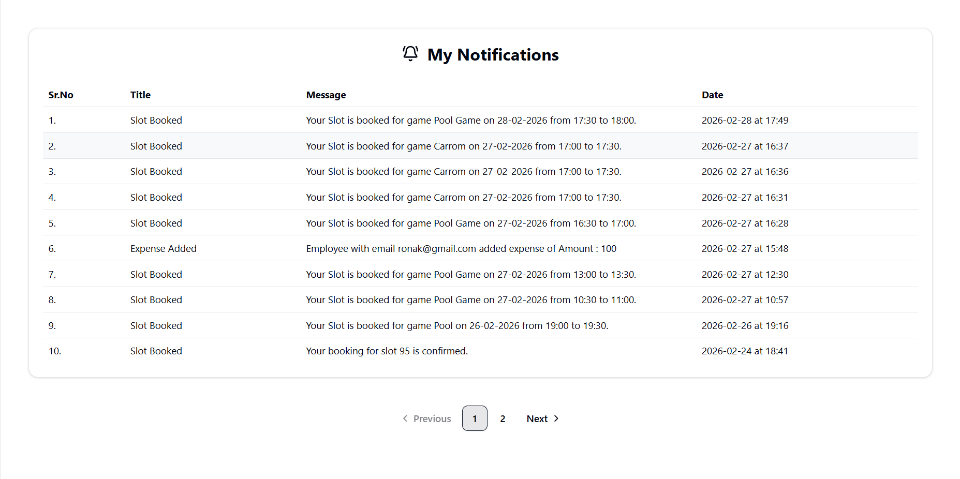 My Notifications
Sr.No Title Message Date
1. Slot Booked Your Slot is booked for game Pool Game on 28-02-2026 from 17:30 to 18:00. 2026-02-28 at 17:49
2. Slot Booked Your Slot is booked for game Carrom on 27-02-2026 from 17:00 to 17:30. 2026-02-27 at 16:37
3. Slot Booked Your Slot is booked for game Carrom on 27-02-2026 from 17:00 to 17:30. 2026-02-27 at 16:36
4. Slot Booked Your Slot is booked for game Carrom on 27-02-2026 from 17:00 to 17:30. 2026-02-27 at 16:31
5. Slot Booked Your Slot is booked for game Pool Game on 27-02-2026 from 16:30 to 17:00. 2026-02-27 at 16:28
6. Expense Added Employee with email ronak@gmail.com added expense of Amount : 100 2026-02-27 at 15:48
7. Slot Booked Your Slot is booked for game Pool Game on 27-02-2026 from 13:00 to 13:30. 2026-02-27 at 12:30
8. Slot Booked Your Slot is booked for game Pool Game on 27-02-2026 from 10:30 to 11:00. 2026-02-27 at 10:57
9. Slot Booked Your Slot is booked for game Pool on 26-02-2026 from 19:00 to 19:30. 2026-02-26 at 19:16
10. Slot Booked Your booking for slot 95 is confirmed. 2026-02-24 at 18:41
Previous 1 2 Next